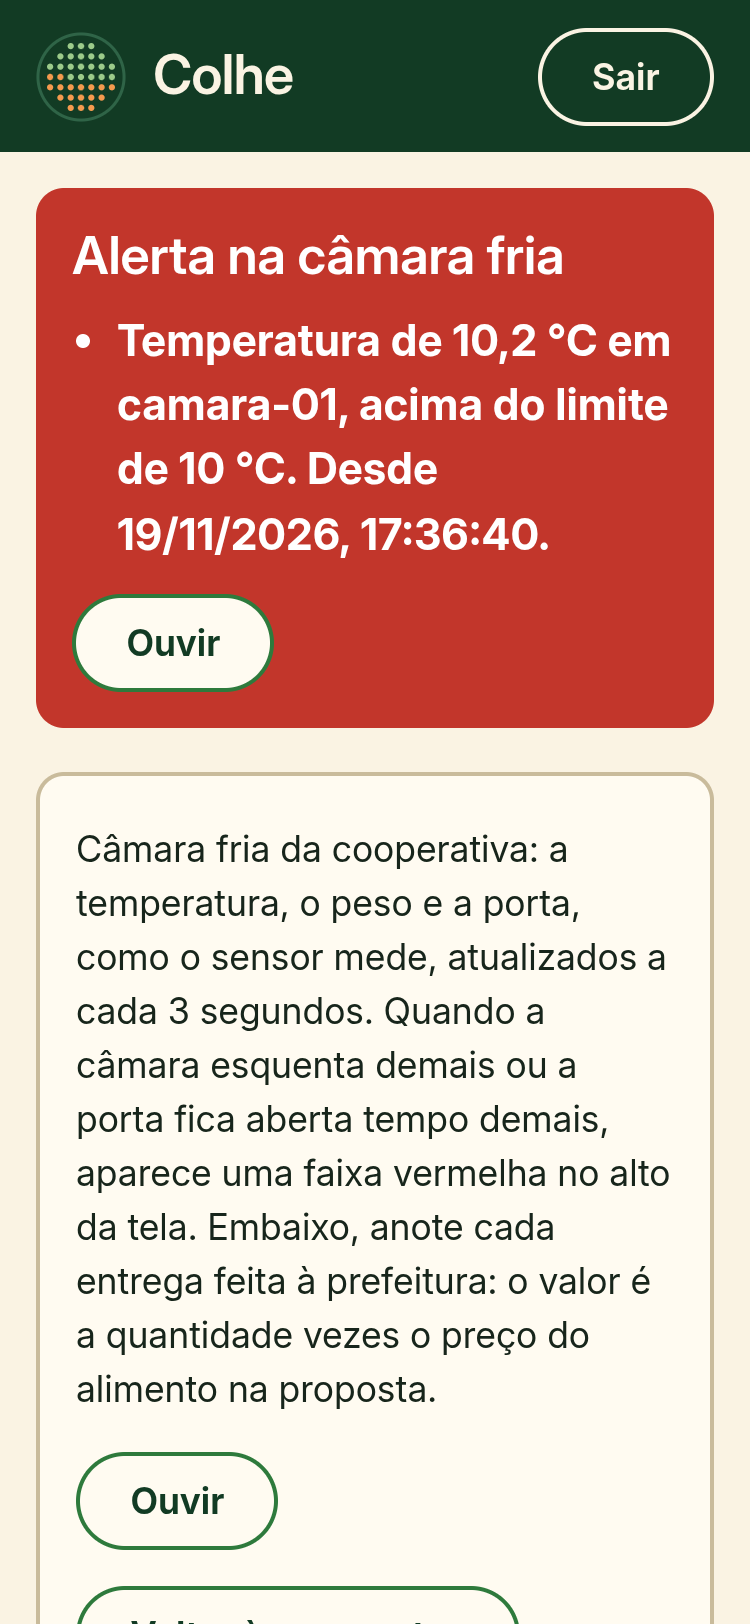 Colhe
Sair
Alerta na câmara fria
• Temperatura de 10,2 °C em
camara-01, acima do limite
de 10 °C. Desde
19/11/2026, 17:36:40.
Ouvir
Câmara fria da cooperativa: a
temperatura, o peso e a porta,
como o sensor mede, atualizados a
cada 3 segundos. Quando a
câmara esquenta demais ou a
porta fica aberta tempo demais,
aparece uma faixa vermelha no alto
da tela. Embaixo, anote cada
entrega feita à prefeitura: o valor é
a quantidade vezes o preço do
alimento na proposta.
Ouvir